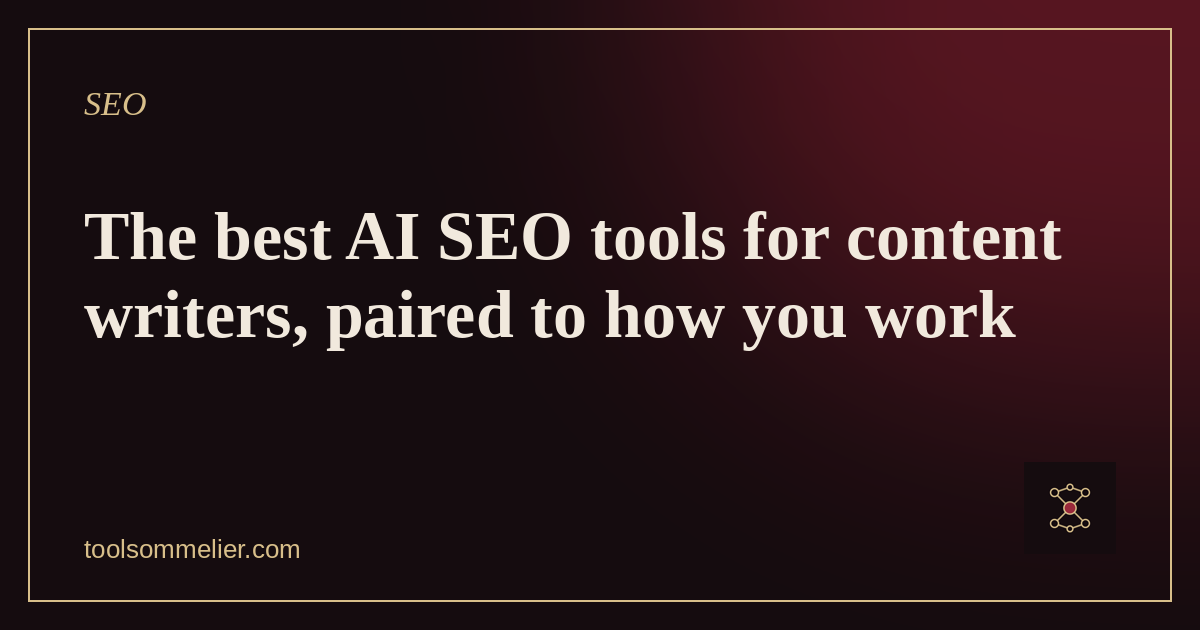 SEO
The best AI SEO tools for content
writers, paired to how you work
toolsommelier.com